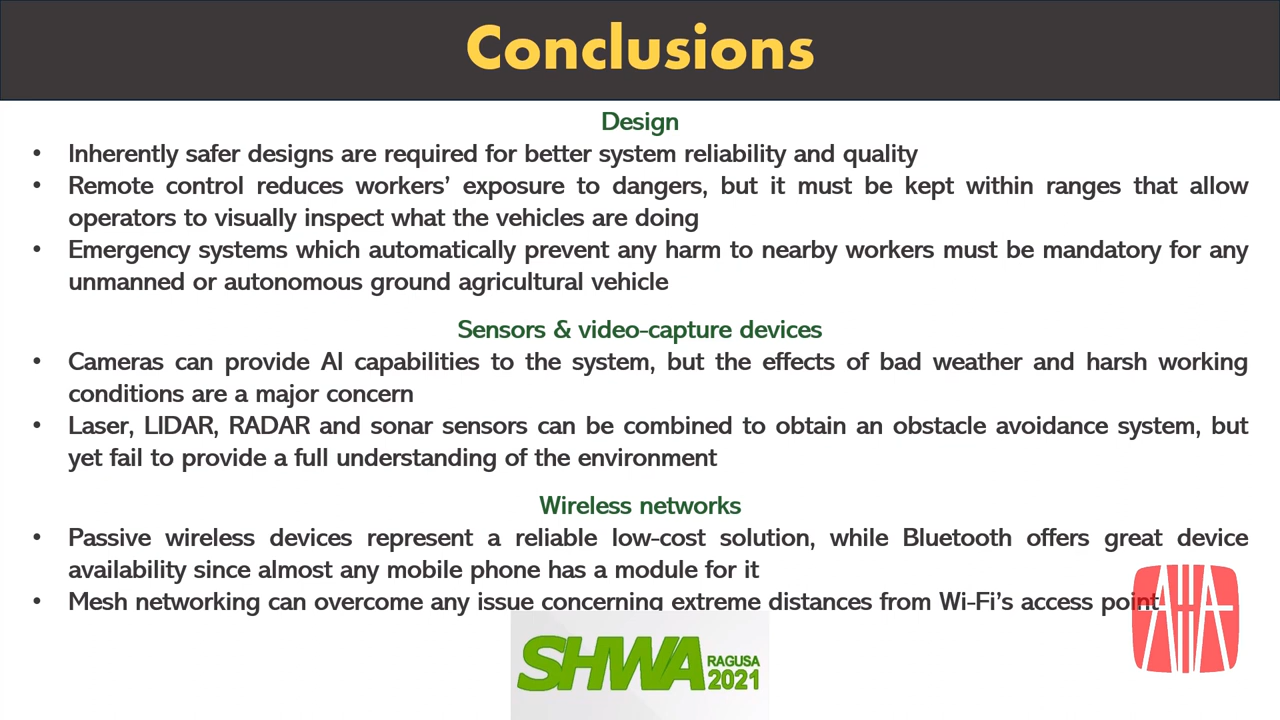 Conclusions
Design
• Inherently safer designs are required for better system reliability and quality
• Remote control reduces workers’ exposure to dangers, but it must be kept within ranges that allow
operators to visually inspect what the vehicles are doing
• Emergency systems which automatically prevent any harm to nearby workers must be mandatory for any
unmanned or autonomous ground agricultural vehicle
Sensors & video-capture devices
• Cameras can provide AI capabilities to the system, but the effects of bad weather and harsh working
conditions are a major concern
• Laser, LIDAR, RADAR and sonar sensors can be combined to obtain an obstacle avoidance system, but
yet fail to provide a full understanding of the environment
Wireless networks
• Passive wireless devices represent a reliable low-cost solution, while Bluetooth offers great device
availability since almost any mobile phone has a module for it
• Mesh networking can overcome any issue concerning extreme distances from Wi-Fi’s access point
SHWA
RAGUSA
2021